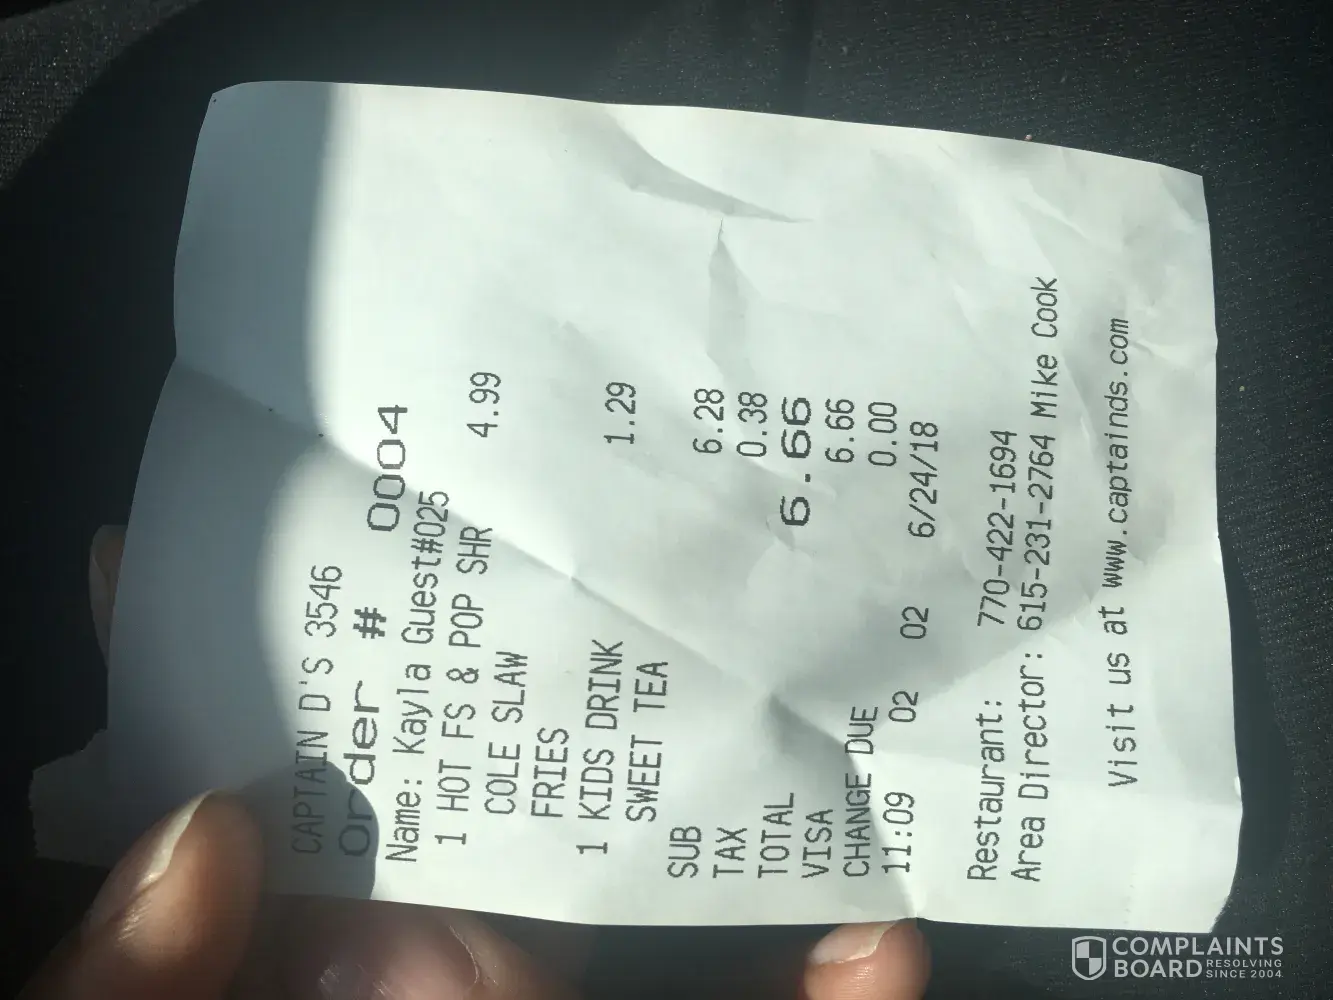 CAPTAIN D'S 3546
Order # 0004
Name: Kayla Guest#025
1 HOT FS & POP SHR 4.99
COLE SLAW
FRIES
1 KIDS DRINK 1.29
SWEET TEA
SUB 6.28
TAX 0.38
TOTAL 6.66
VISA 6.66
CHANGE DUE 0.00
11:09 02 02 6/24/18
Restaurant: 770-422-1694
Area Director: 615-231-2764 Mike Cook
Visit us at www.captainds.com
COMPLAINTS
BOARD RESOLVING
SINCE 2004